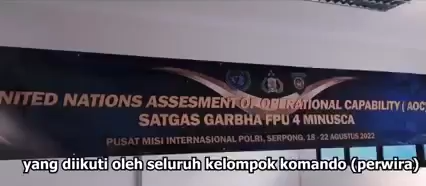 UNITED NATIONS ASSESMENT OF OPERATIONAL CAPABILITY ( AOC
SATGAS GARBHA FPU 4 MINUSCA
PUSAT MISI INTERNASIONAL POLRI, SERPONG, 18 - 22 AGUSTUS 2022
yang diikuti oleh seluruh kelompok komando (perwira)